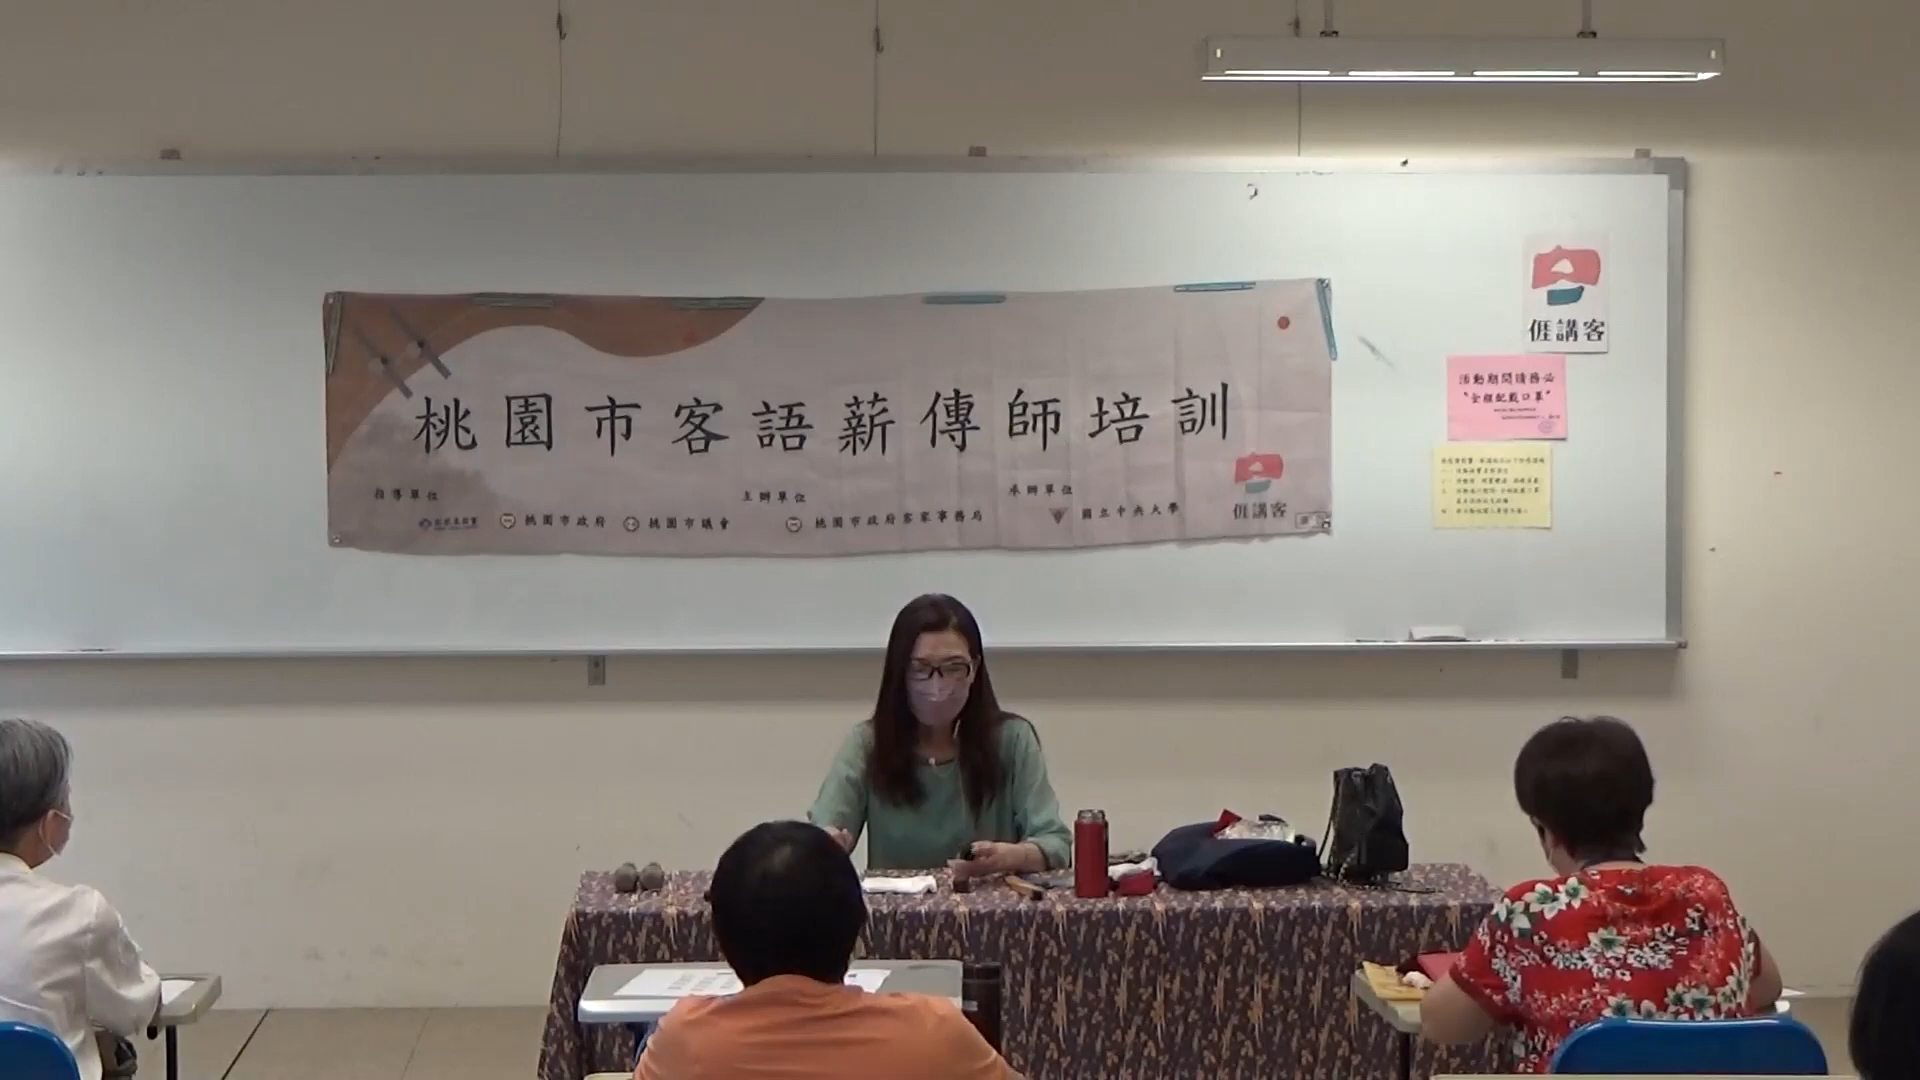 桃園市客語薪傳師培訓
指導單位
主辦單位
承辦單位
桃園市政府
桃園市議會
桃園市政府客家事務局
國立中央大學
𠊎講客
𠊎講客
活動期間請務必
"全程配戴口罩"